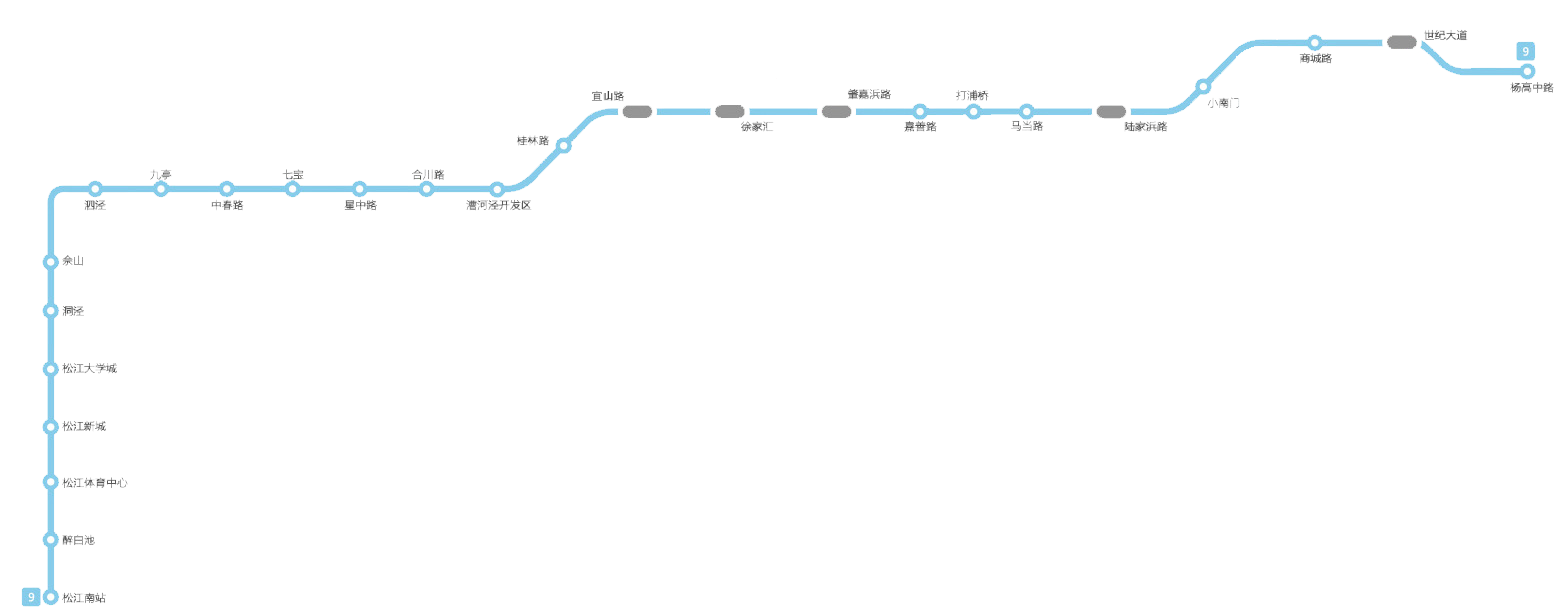 世纪大道
9
商城路
杨高中路
肇嘉浜路
打浦桥
宜山路
小南门
徐家汇
嘉善路
马当路
陆家浜路
桂林路
九亭
七宝
合川路
泗泾
中春路
星中路
漕河泾开发区
佘山
洞泾
松江大学城
松江新城
松江体育中心
醉白池
9
松江南站